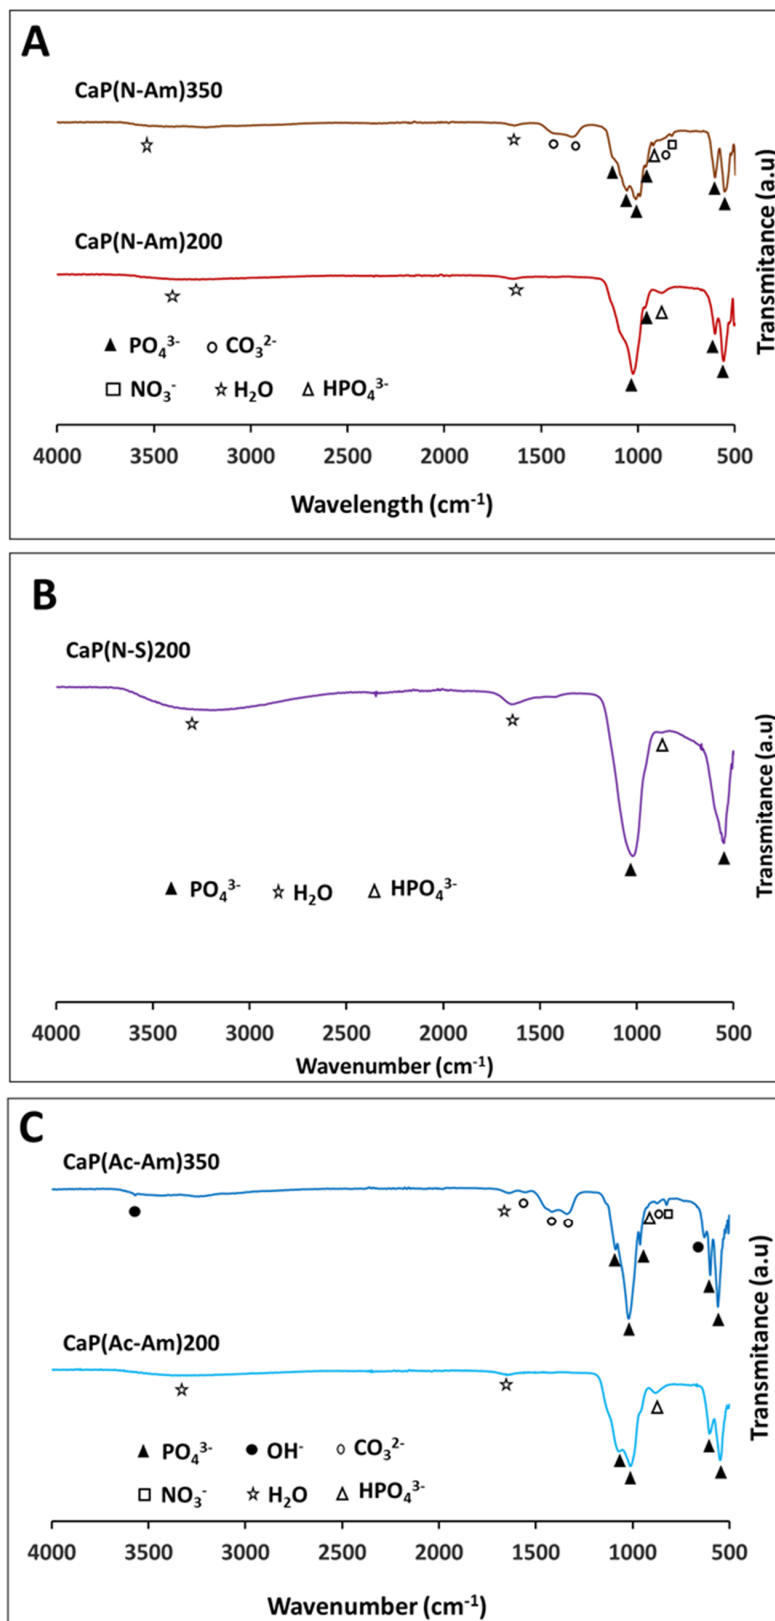 A
CaP(N-Am)350
CaP(N-Am)200
▲ PO₄³⁻ ○ CO₃²⁻
□ NO₃⁻ ☆ H₂O △ HPO₄³⁻
4000 3500 3000 2500 2000 1500 1000 500
Wavelength (cm⁻¹)
Transmitance (a.u)
B
CaP(N-S)200
▲ PO₄³⁻ ☆ H₂O △ HPO₄³⁻
4000 3500 3000 2500 2000 1500 1000 500
Wavenumber (cm⁻¹)
Transmitance (a.u)
C
CaP(Ac-Am)350
CaP(Ac-Am)200
▲ PO₄³⁻ ● OH⁻ ○ CO₃²⁻
□ NO₃⁻ ☆ H₂O △ HPO₄³⁻
4000 3500 3000 2500 2000 1500 1000 500
Wavenumber (cm⁻¹)
Transmitance (a.u)